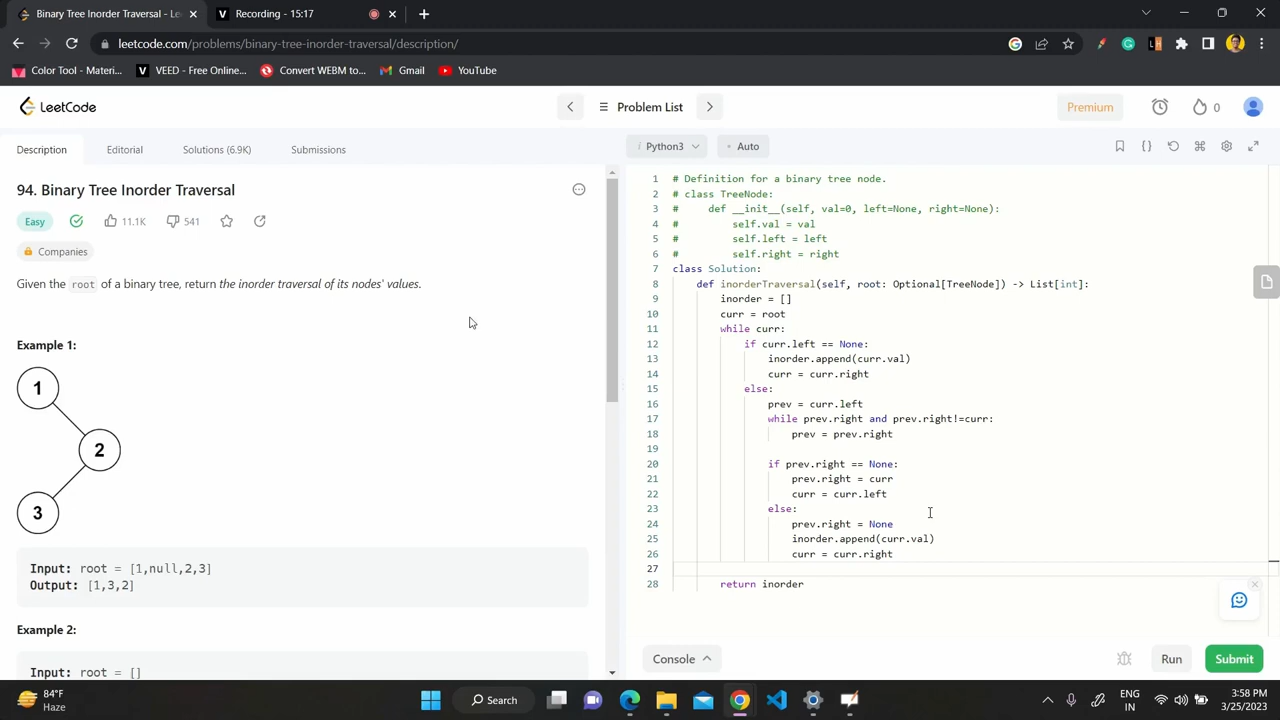 Binary Tree Inorder Traversal - Le
Recording - 15:17
leetcode.com/problems/binary-tree-inorder-traversal/description/
Color Tool - Materi...
VEED - Free Online...
Convert WEBM to...
Gmail
YouTube
LeetCode
Problem List
Premium
0
Description
Editorial
Solutions (6.9K)
Submissions
94. Binary Tree Inorder Traversal
Easy
11.1K
541
Companies
Given the root of a binary tree, return the inorder traversal of its nodes' values.
Example 1:
1
2
3
Input: root = [1,null,2,3]
Output: [1,3,2]
Example 2:
Input: root = []
i Python3
Auto
1 # Definition for a binary tree node.
2 # class TreeNode:
3 #     def __init__(self, val=0, left=None, right=None):
4 #         self.val = val
5 #         self.left = left
6 #         self.right = right
7 class Solution:
8     def inorderTraversal(self, root: Optional[TreeNode]) -> List[int]:
9         inorder = []
10         curr = root
11         while curr:
12             if curr.left == None:
13                 inorder.append(curr.val)
14                 curr = curr.right
15             else:
16                 prev = curr.left
17                 while prev.right and prev.right!=curr:
18                     prev = prev.right
19
20                 if prev.right == None:
21                     prev.right = curr
22                     curr = curr.left
23                 else:
24                     prev.right = None
25                     inorder.append(curr.val)
26                     curr = curr.right
27
28         return inorder
Console
Run
Submit
84°F
Haze
Search
ENG
IN
3:58 PM
3/25/2023